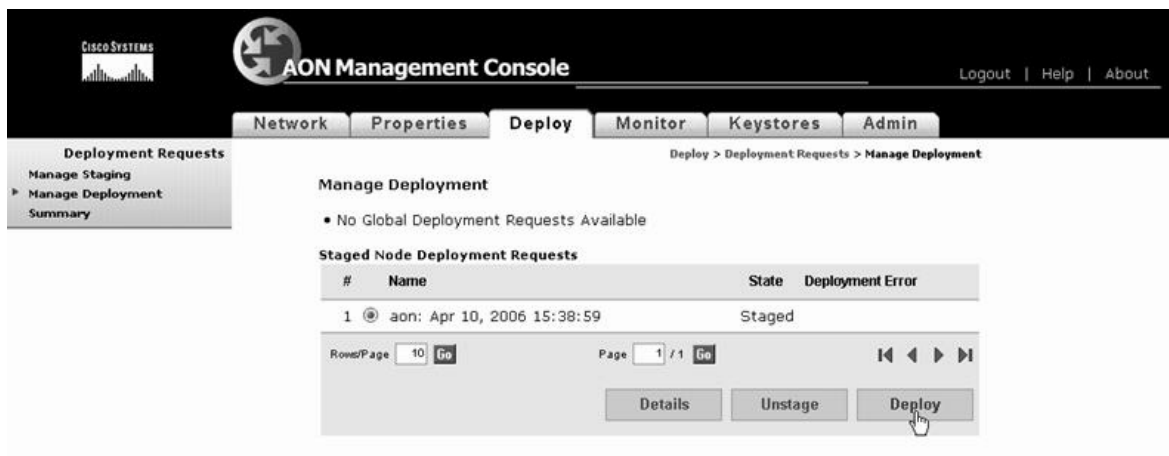 CISCO SYSTEMS
AON Management Console
Logout | Help | About
Network Properties Deploy Monitor Keystores Admin
Deployment Requests
Manage Staging
Manage Deployment
Summary
Deploy > Deployment Requests > Manage Deployment
Manage Deployment
• No Global Deployment Requests Available
Staged Node Deployment Requests
# Name State Deployment Error
1 aon: Apr 10, 2006 15:38:59 Staged
Rows/Page 10 Go Page 1 / 1 Go
Details Unstage Deploy